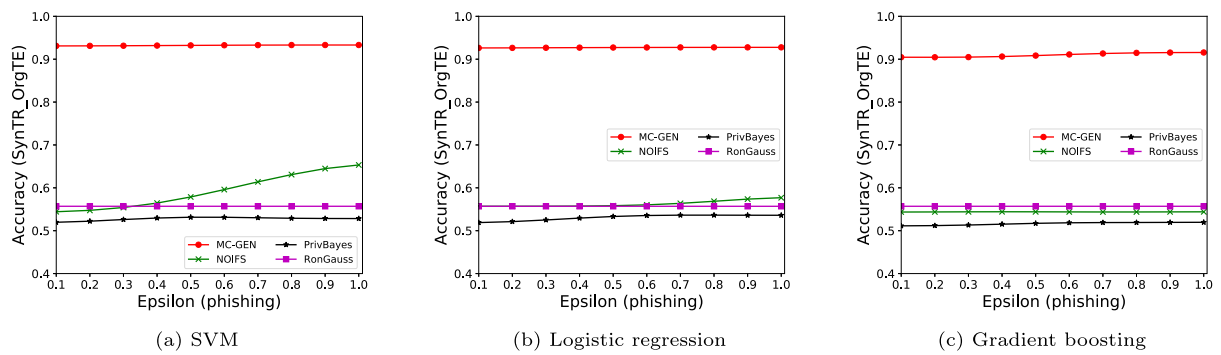 Accuracy (SynTR_OrgTE)
1.0
0.9
0.8
0.7
0.6
0.5
0.4
MC-GEN
NOIFS
PrivBayes
RonGauss
0.1 0.2 0.3 0.4 0.5 0.6 0.7 0.8 0.9 1.0
Epsilon (phishing)
(a) SVM
Accuracy (SynTR_OrgTE)
1.0
0.9
0.8
0.7
0.6
0.5
0.4
MC-GEN
NOIFS
PrivBayes
RonGauss
0.1 0.2 0.3 0.4 0.5 0.6 0.7 0.8 0.9 1.0
Epsilon (phishing)
(b) Logistic regression
Accuracy (SynTR_OrgTE)
1.0
0.9
0.8
0.7
0.6
0.5
0.4
MC-GEN
NOIFS
PrivBayes
RonGauss
0.1 0.2 0.3 0.4 0.5 0.6 0.7 0.8 0.9 1.0
Epsilon (phishing)
(c) Gradient boosting